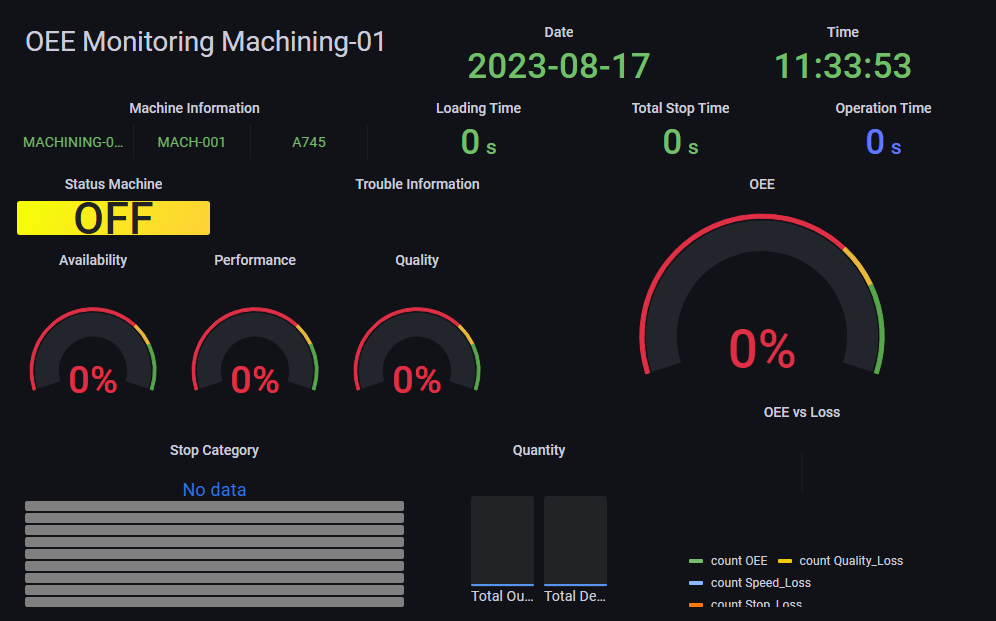 OEE Monitoring Machining-01
Date
2023-08-17
Time
11:33:53
Machine Information
MACHINING-0...
MACH-001
A745
Loading Time
0 s
Total Stop Time
0 s
Operation Time
0 s
Status Machine
OFF
Trouble Information
OEE
0%
Availability
0%
Performance
0%
Quality
0%
OEE vs Loss
Stop Category
No data
Quantity
Total Ou...
Total De...
count OEE
count Quality_Loss
count Speed_Loss
count Stop_Loss